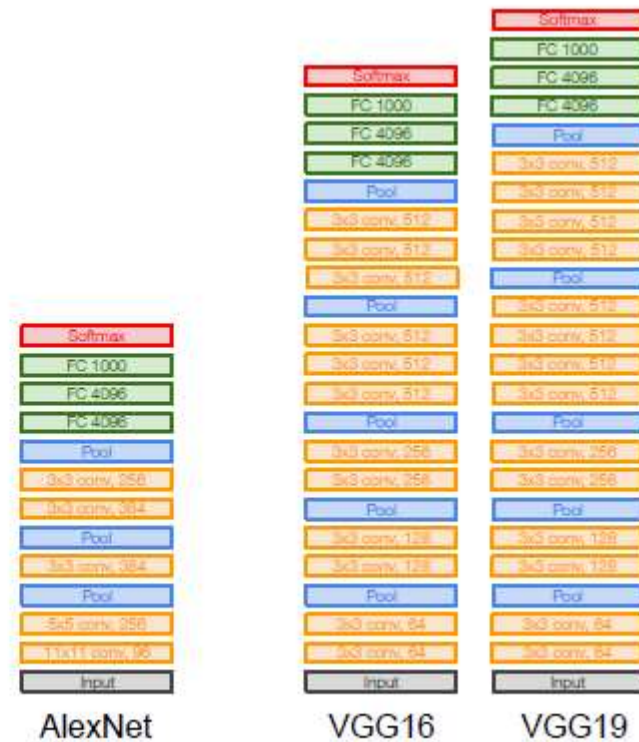 Softmax
FC 1000
FC 4096
FC 4096
Pool
3x3 conv, 256
3x3 conv, 384
Pool
3x3 conv, 384
Pool
5x5 conv, 256
11x11 conv, 96
Input
AlexNet
Softmax
FC 1000
FC 4096
FC 4096
Pool
3x3 conv, 512
3x3 conv, 512
3x3 conv, 512
Pool
3x3 conv, 512
3x3 conv, 512
3x3 conv, 512
Pool
3x3 conv, 256
3x3 conv, 256
Pool
3x3 conv, 128
3x3 conv, 128
Pool
3x3 conv, 64
3x3 conv, 64
Input
VGG16
Softmax
FC 1000
FC 4096
FC 4096
Pool
3x3 conv, 512
3x3 conv, 512
3x3 conv, 512
3x3 conv, 512
Pool
3x3 conv, 512
3x3 conv, 512
3x3 conv, 512
3x3 conv, 512
Pool
3x3 conv, 256
3x3 conv, 256
Pool
3x3 conv, 128
3x3 conv, 128
Pool
3x3 conv, 64
3x3 conv, 64
Input
VGG19